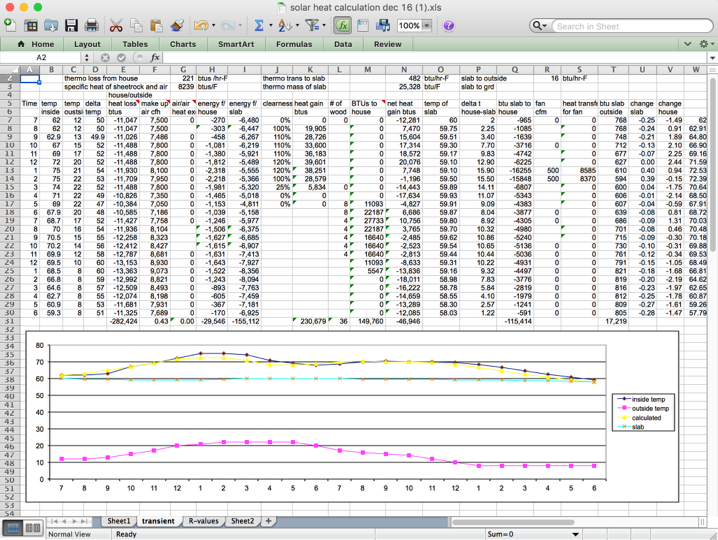 solar heat calculation dec 16 (1).xls
100%
Search in Sheet
Home Layout Tables Charts SmartArt Formulas Data Review
A2 fx
A B C D E F G H I J K L M N O P Q R S T U V W
2 thermo loss from house 221 btus /hr-F thermo trans to slab 482 btu/hr-F slab to outside 16 btu/hr-F
3 specific heat of sheetrock and air 8239 btus/F thermo mass of slab 25,328 btu/F slab to grd
4 house/outside
5 Time temp temp delta heat loss make up air/air energy f/ energy f/ clearness heat gain # of BTUs to net heat temp of delta t btu slab to fan heat transfe btu slab change change
6 inside outsi temp btus air cfh heat ex house slab btus wood house gain btus slab house-slab house cfm for fan outside slab house
7 7 62 12 50 -11,047 7,500 -270 -6,480 0% 0 0 -12,281 60 2 -965 0 0 768 -0.25 -1.49 62
8 8 62 12 50 -11,047 7,500 -303 -6,447 100% 19,905 0 7,470 59.75 2.25 -1085 0 768 -0.24 0.91 62.91
9 9 62.9 13 49.9 -11,026 7,486 -458 -6,267 110% 28,726 0 15,604 59.51 3.40 -1639 0 748 -0.21 1.89 64.80
10 10 67 15 52 -11,488 7,800 -1,081 -6,219 110% 33,600 0 17,314 59.30 7.70 -3716 0 712 -0.13 2.10 66.90
11 11 69 17 52 -11,488 7,800 -1,380 -5,921 110% 36,183 0 18,572 59.17 9.83 -4742 0 677 -0.07 2.25 69.16
12 12 72 20 52 -11,488 7,800 -1,812 -5,489 120% 39,601 0 20,076 59.10 12.90 -6225 0 627 0.00 2.44 71.59
13 1 75 21 54 -11,930 8,100 -2,318 -5,555 120% 38,251 0 7,748 59.10 15.90 -16255 500 8585 610 0.40 0.94 72.53
14 2 75 22 53 -11,709 7,950 -2,218 -5,366 100% 28,579 0 -1,196 59.50 15.50 -15848 500 8370 594 0.39 -0.15 72.39
15 3 74 22 52 -11,488 7,800 -1,981 -5,320 25% 5,834 0 0 -14,443 59.89 14.11 -6807 0 600 0.04 -1.75 70.64
16 4 71 22 49 -10,826 7,350 -1,465 -5,018 0% 0 0 0 -17,634 59.93 11.07 -5343 0 606 -0.01 -2.14 68.50
17 5 69 22 47 -10,384 7,050 -1,153 -4,811 0% 0 8 11093 -4,827 59.91 9.09 -4383 0 607 -0.04 -0.59 67.91
18 6 67.9 20 48 -10,585 7,186 -1,039 -5,158 8 22187 6,686 59.87 8.04 -3877 0 639 -0.08 0.81 68.72
19 7 68.7 17 52 -11,427 7,758 -1,246 -5,977 8 27733 10,756 59.80 8.92 -4305 0 686 -0.09 1.31 70.03
20 8 70 16 54 -11,936 8,104 -1,506 -6,375 8 22187 3,765 59.70 10.32 -4980 0 701 -0.08 0.46 70.48
21 9 70.5 15 55 -12,258 8,323 -1,627 -6,685 4 16640 -2,485 59.62 10.86 -5240 0 715 -0.09 -0.30 70.18
22 10 70.2 14 56 -12,412 8,427 -1,615 -6,907 4 16640 -2,523 59.54 10.65 -5136 0 730 -0.10 -0.31 69.88
23 11 69.9 12 58 -12,787 8,681 -1,631 -7,413 4 16640 -2,813 59.44 10.44 -5036 0 761 -0.12 -0.34 69.53
24 12 69.5 10 60 -13,153 8,930 -1,643 -7,927 11093 -8,633 59.31 10.22 -4931 0 791 -0.15 -1.05 68.49
25 1 68.5 8 60 -13,363 9,073 -1,522 -8,356 5547 -13,836 59.16 9.32 -4497 0 821 -0.18 -1.68 66.81
26 2 66.8 8 59 -12,992 8,821 -1,243 -8,094 0 -18,011 58.98 7.83 -3776 0 819 -0.20 -2.19 64.62
27 3 64.6 8 57 -12,509 8,493 -893 -7,763 0 -16,222 58.78 5.84 -2819 0 816 -0.23 -1.97 62.65
28 4 62.7 8 55 -12,074 8,198 -605 -7,459 0 -14,659 58.55 4.10 -1979 0 812 -0.25 -1.78 60.87
29 5 60.9 8 53 -11,681 7,931 -367 -7,181 0 -13,289 58.30 2.57 -1241 0 809 -0.27 -1.61 59.26
30 6 59.3 8 51 -11,325 7,689 -170 -6,925 0 -12,085 58.03 1.22 -591 0 805 -0.28 -1.47 57.79
31 -282,424 0.43 0.00 -29,546 -155,112 230,679 36 149,760 -46,946 -115,414 17,219
32
33
34
35
36
37
38
39
40
41
42
43
44
45
46
47
48
49
50
51
52
53
54
80
70
60
50
40
30
20
10
0
7 8 9 10 11 12 1 2 3 4 5 6 7 8 9 10 11 12 1 2 3 4 5 6
inside temp
outside temp
calculated
slab
Sheet1 transient R-values Sheet2 +
Normal View Ready Sum=0